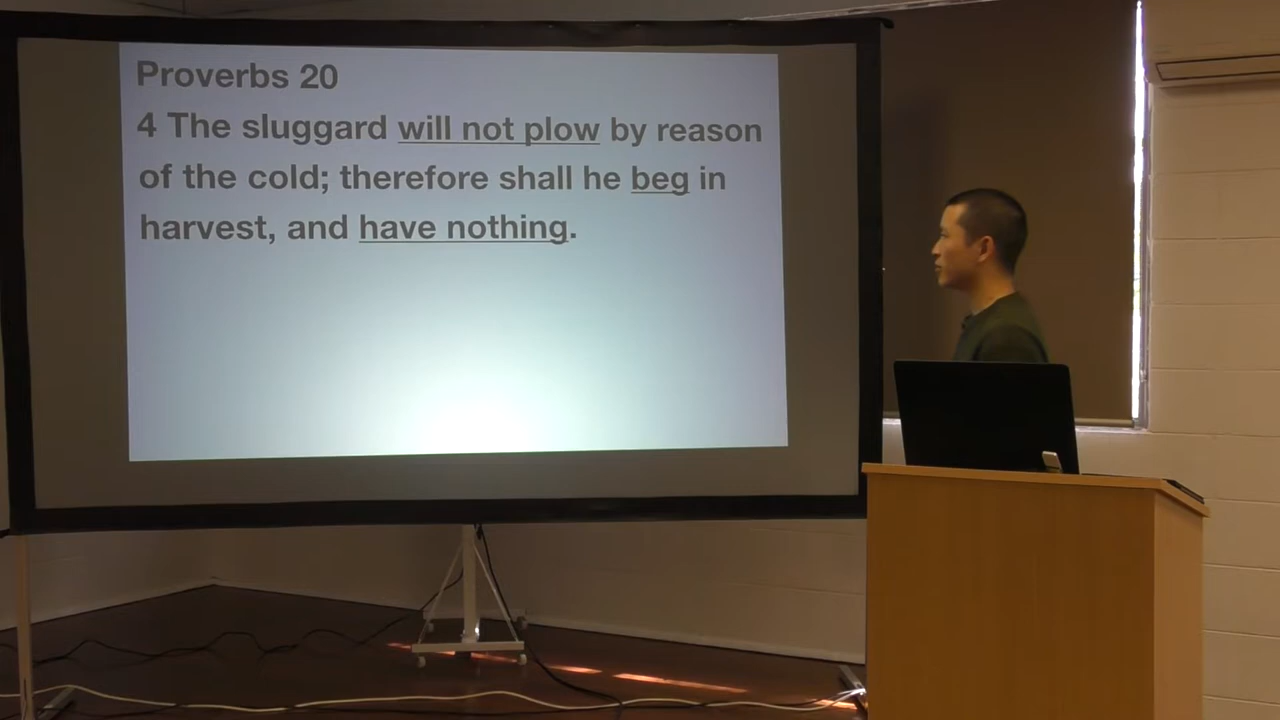 Proverbs 20
4 The sluggard will not plow by reason
of the cold; therefore shall he beg in
harvest, and have nothing.